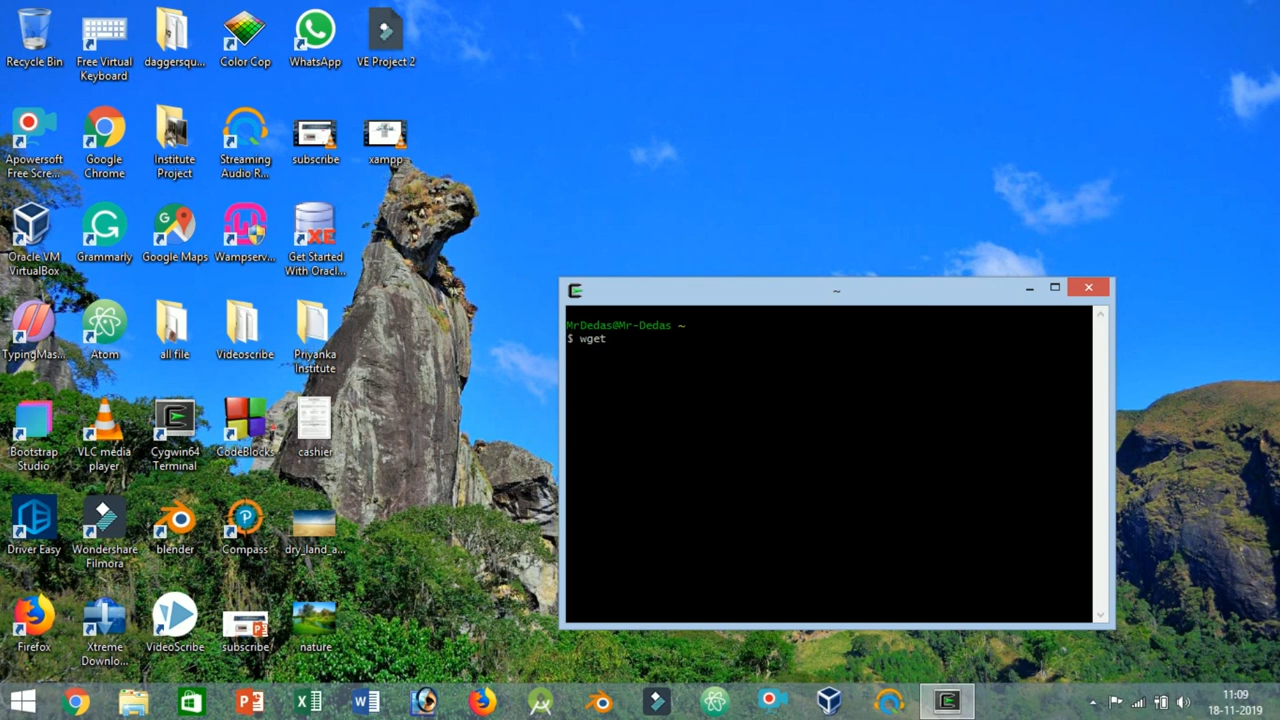 Recycle Bin
Free Virtual
Keyboard
daggersqu...
Color Cop
WhatsApp
VE Project 2
Apowersoft
Free Scre...
Google
Chrome
Institute
Project
Streaming
Audio R...
subscribe
xampp
Oracle VM
VirtualBox
Grammarly
Google Maps
Wampserv...
Get Started
With Oracl...
TypingMas...
Atom
all file
Videoscribe
Priyanka
Institute
Bootstrap
Studio
VLC media
player
Cygwin64
Terminal
CodeBlocks
cashier
Driver Easy
Wondershare
Filmora
blender
Compass
dry_land_a...
Firefox
Xtreme
Downlo...
VideoScribe
subscribe
nature
~
MrDedas@Mr-Dedas ~
$ wget
11:09
18-11-2019